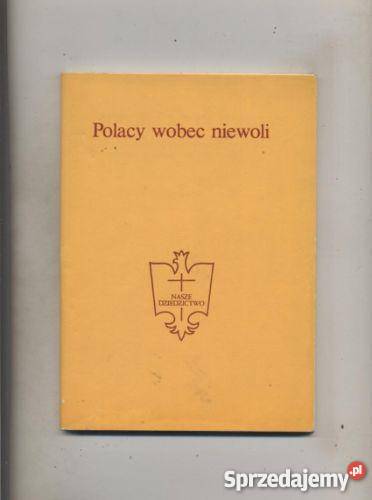 Polacy wobec niewoli
NASZE
DZIEDZICTWO
Sprzedajemy.pl